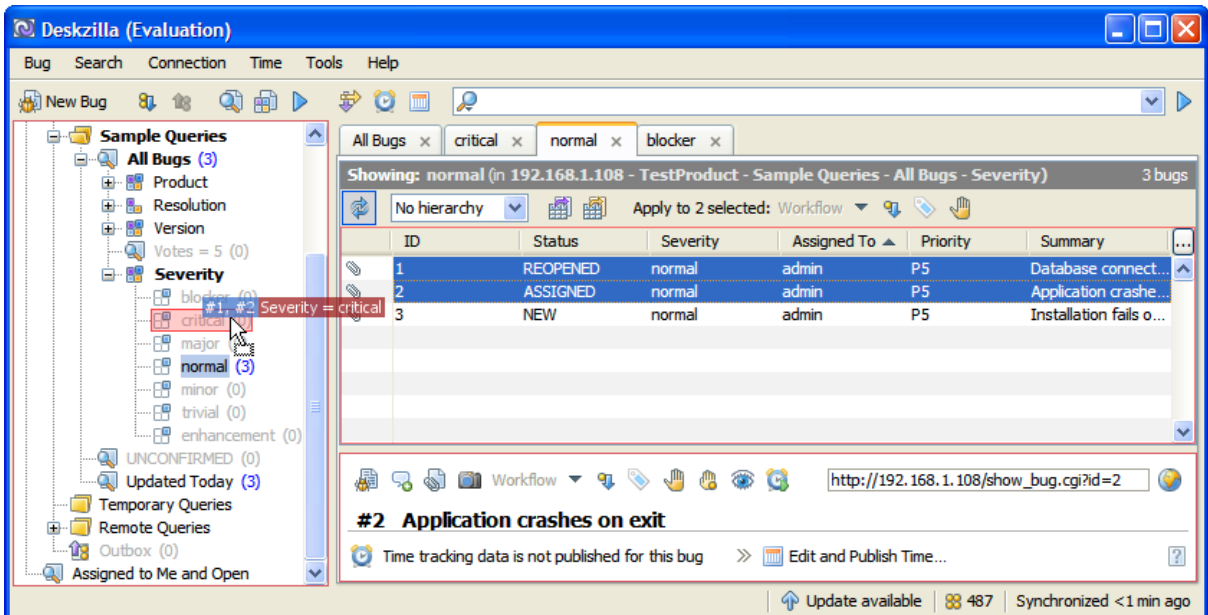 Deskzilla (Evaluation)
Bug Search Connection Time Tools Help
New Bug
Sample Queries
All Bugs (3)
Product
Resolution
Version
Votes = 5 (0)
Severity
blocker (0)
#1, #2 Severity = critical
critical (0)
major
normal (3)
minor (0)
trivial (0)
enhancement (0)
UNCONFIRMED (0)
Updated Today (3)
Temporary Queries
Remote Queries
Outbox (0)
Assigned to Me and Open
All Bugs × critical × normal × blocker ×
Showing: normal (in 192.168.1.108 - TestProduct - Sample Queries - All Bugs - Severity) 3 bugs
No hierarchy Apply to 2 selected: Workflow
ID Status Severity Assigned To Priority Summary ...
1 REOPENED normal admin P5 Database connect...
2 ASSIGNED normal admin P5 Application crashe...
3 NEW normal admin P5 Installation fails o...
Workflow http://192.168.1.108/show_bug.cgi?id=2
#2 Application crashes on exit
Time tracking data is not published for this bug >> Edit and Publish Time... ?
Update available 487 Synchronized <1 min ago